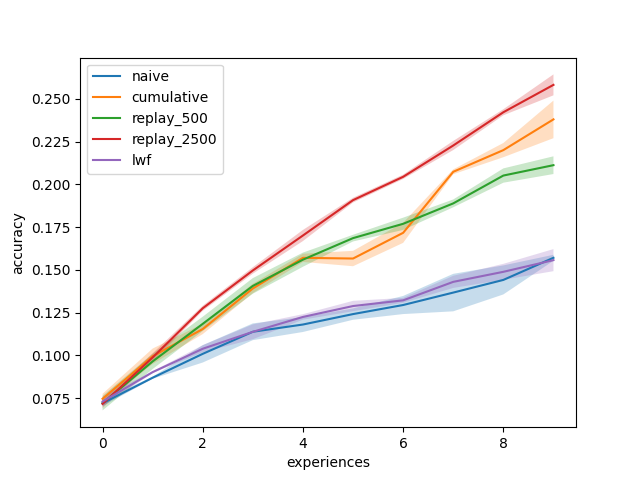 naive
cumulative
replay_500
replay_2500
lwf
accuracy
0.250
0.225
0.200
0.175
0.150
0.125
0.100
0.075
0 2 4 6 8
experiences